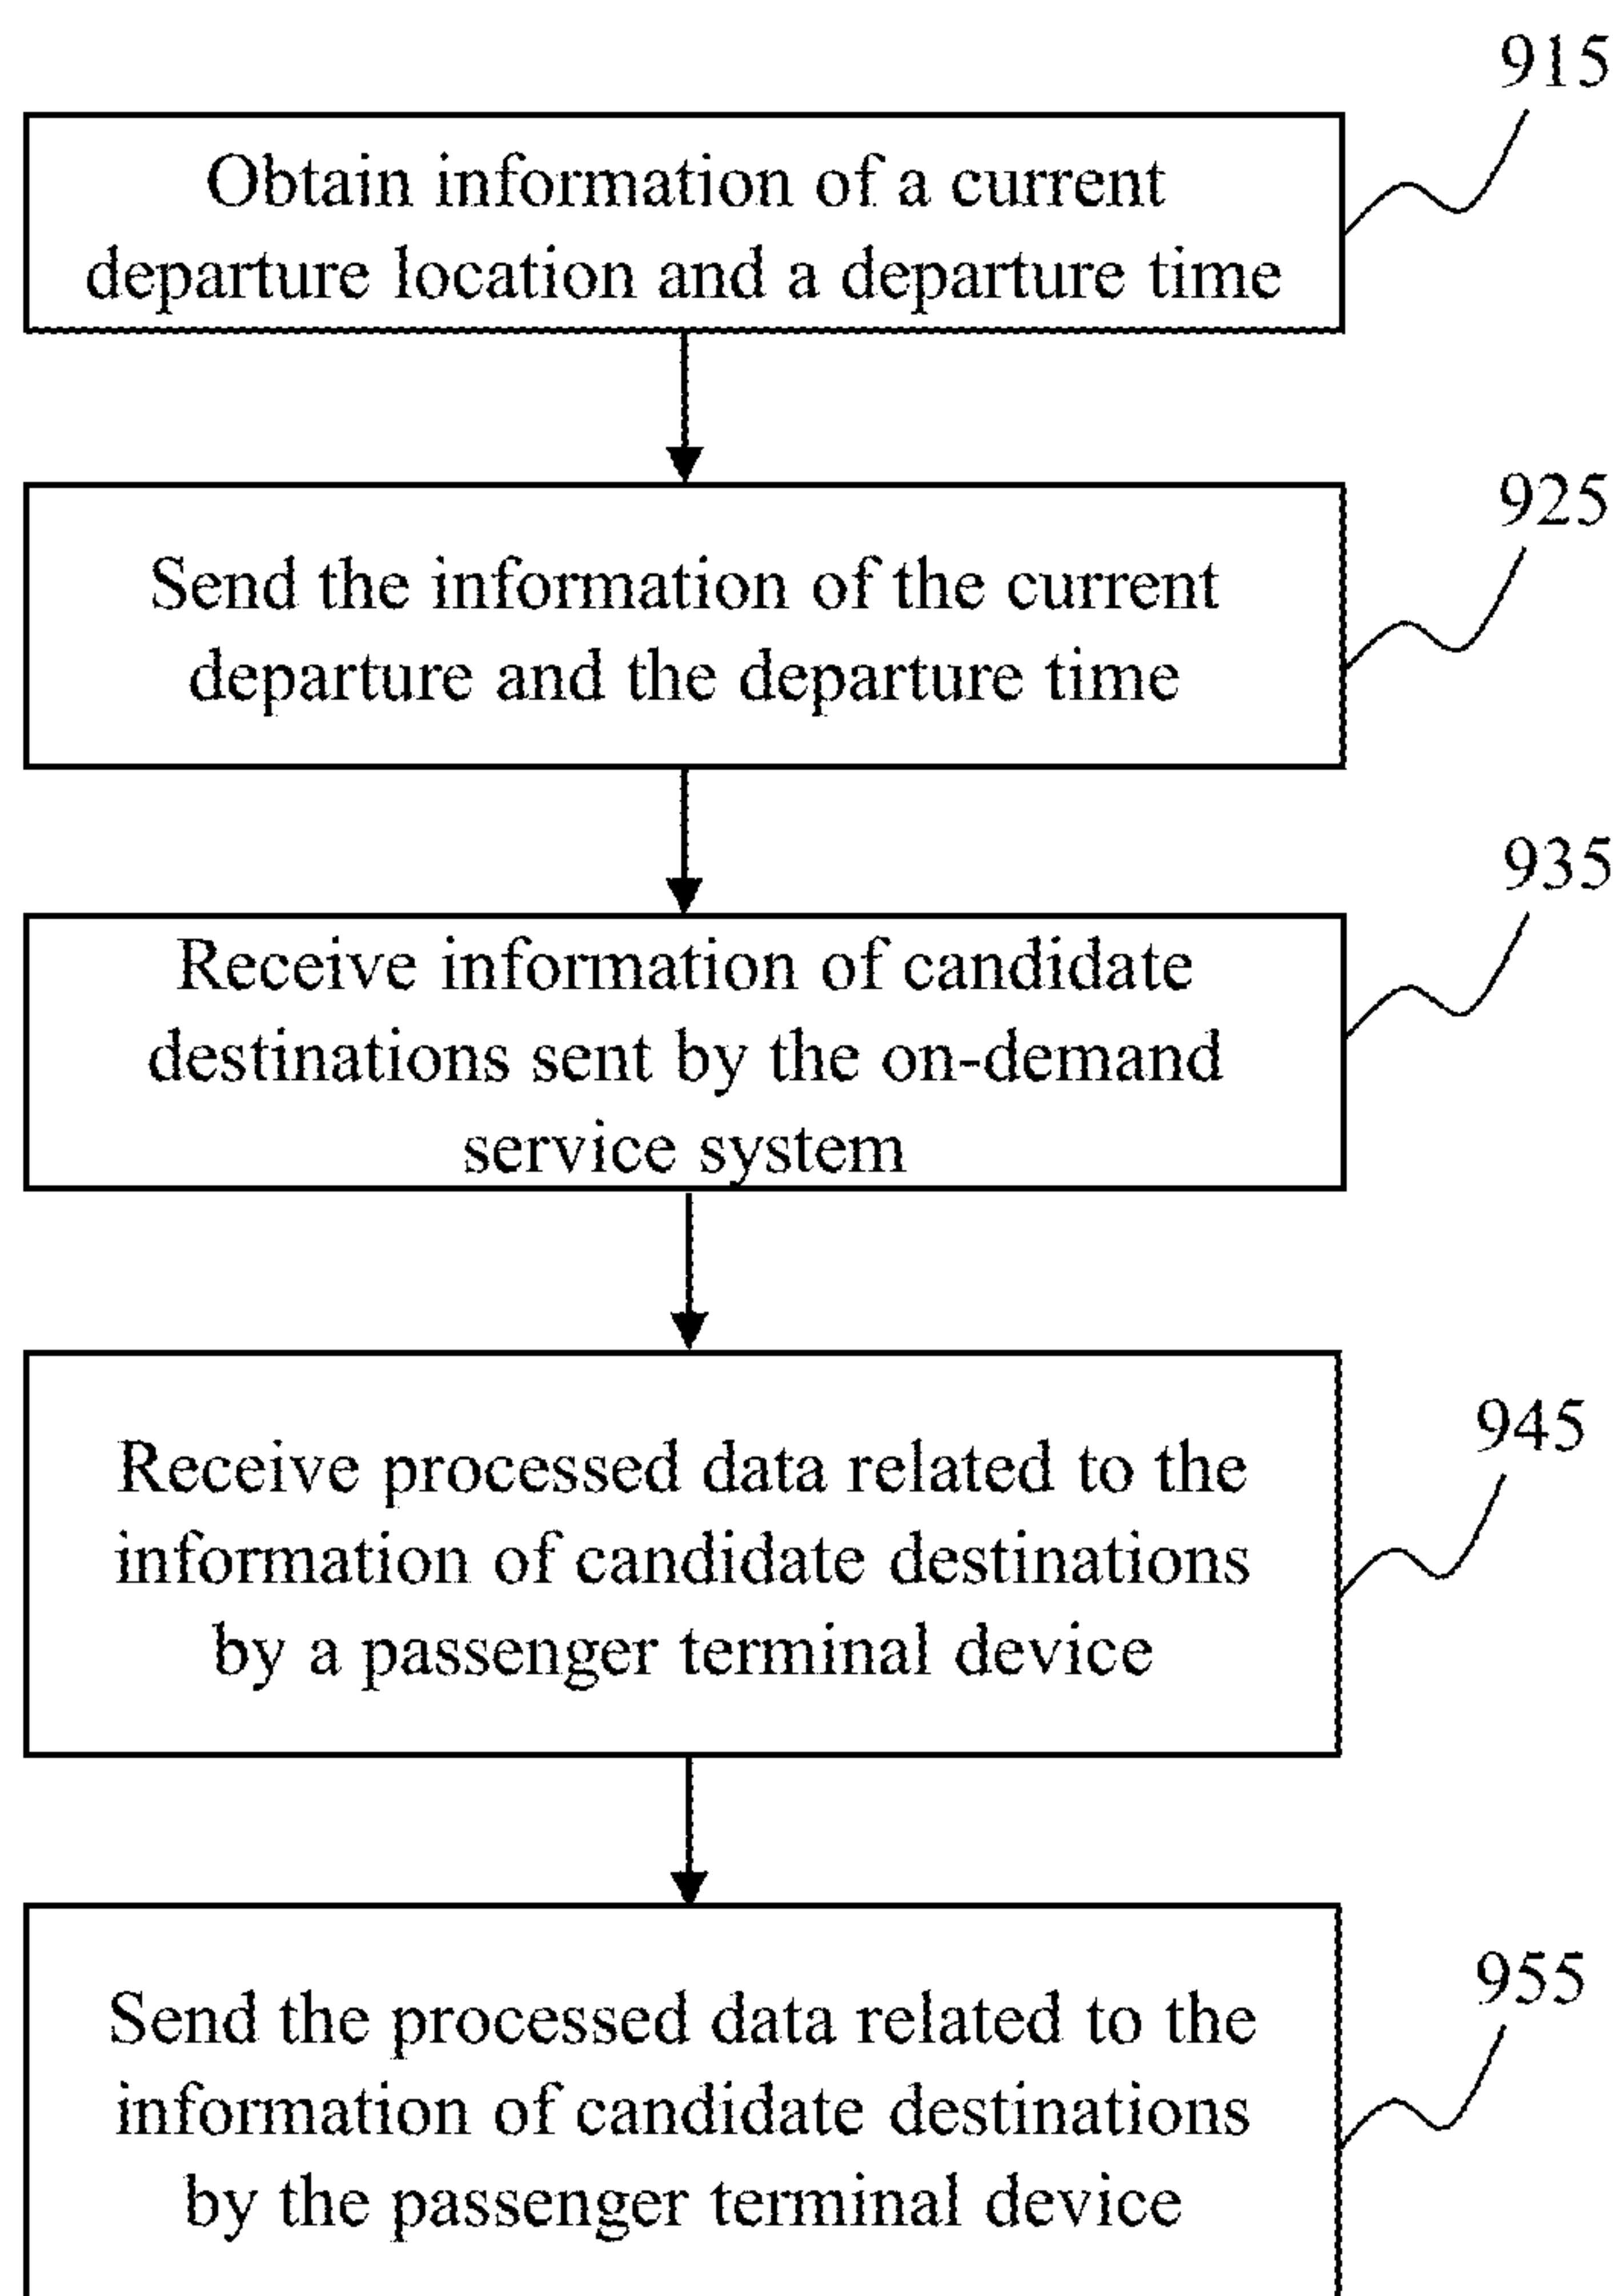 915
Obtain information of a current
departure location and a departure time
925
Send the information of the current
departure and the departure time
935
Receive information of candidate
destinations sent by the on-demand
service system
945
Receive processed data related to the
information of candidate destinations
by a passenger terminal device
955
Send the processed data related to the
information of candidate destinations
by the passenger terminal device